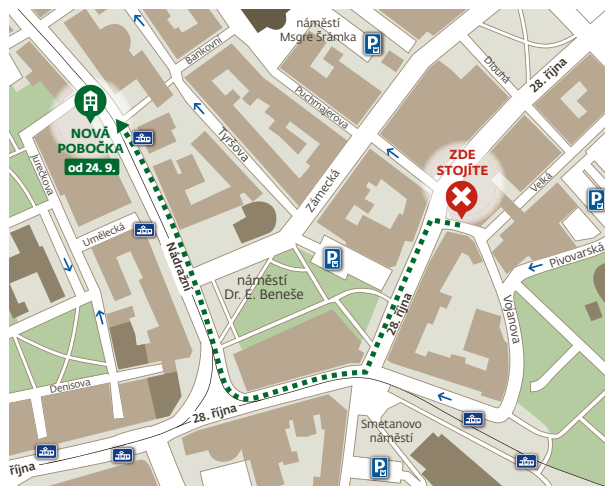 náměstí
Msgre Šrámka
Bankovní
Dlouhá
28. října
Puchmajerova
Tyršova
NOVÁ
POBOČKA
od 24. 9.
ZDE
STOJÍTE
Jurečkova
Zámecká
Velká
Umělecká
Nádražní
Pivovarská
náměstí
Dr. E. Beneše
28. října
Vojanova
Denisova
28. října
Smetanovo
náměstí
října